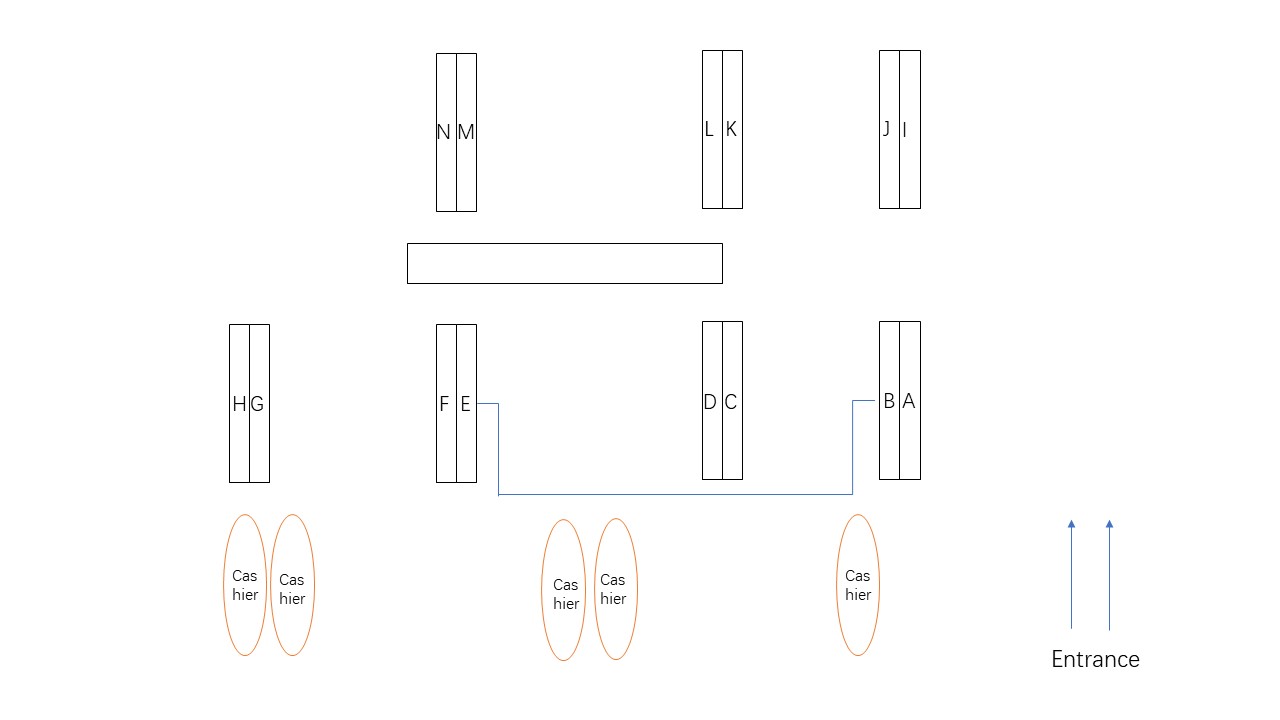 N M
L K
J I
H G
F E
D C
B A
Cas
hier
Cas
hier
Cas
hier
Cas
hier
Cas
hier
Entrance